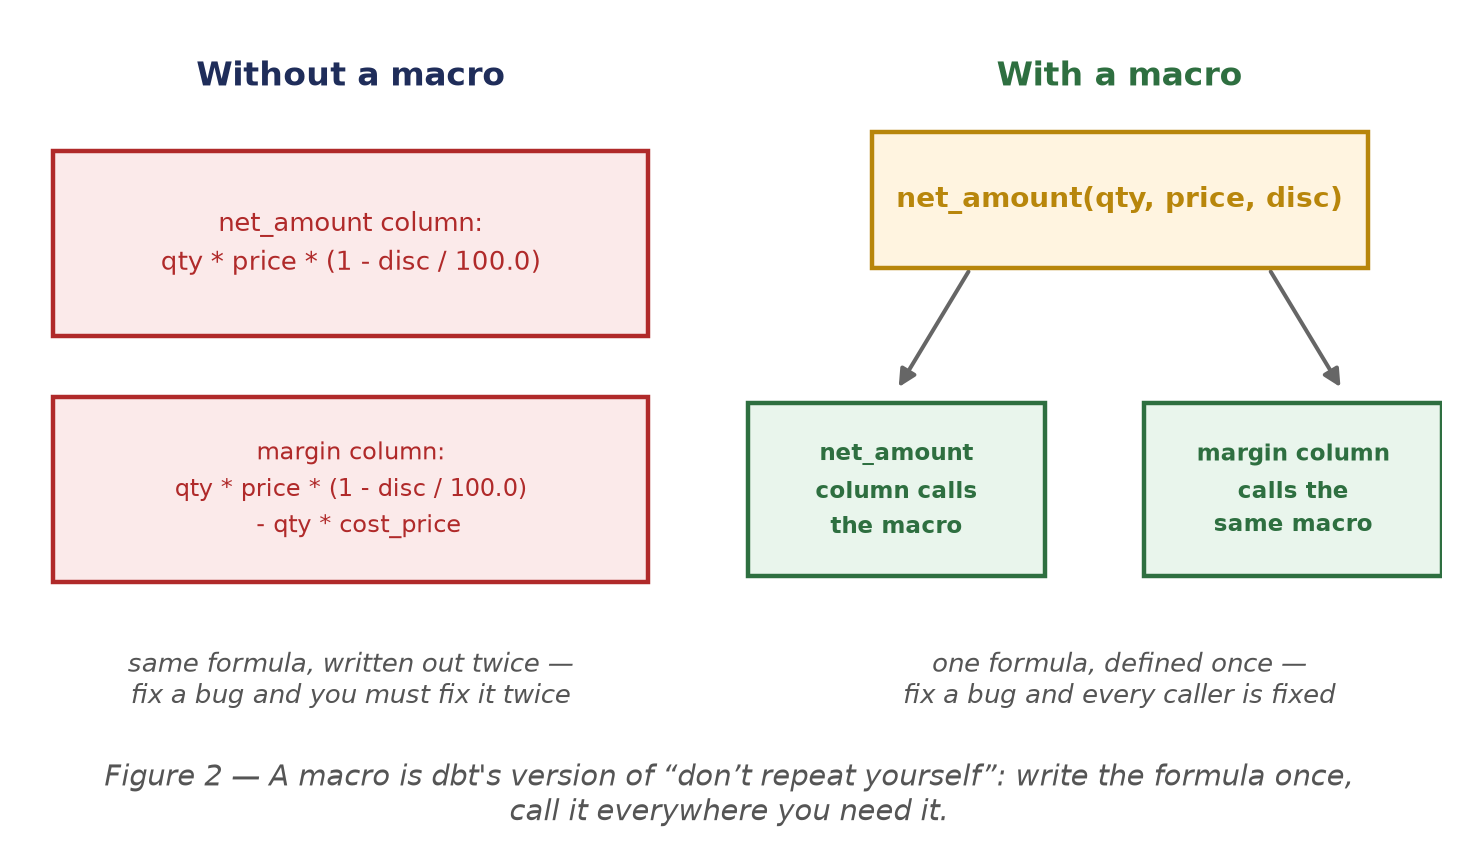 Without a macro
net_amount column:
qty * price * (1 - disc / 100.0)
margin column:
qty * price * (1 - disc / 100.0)
- qty * cost_price
same formula, written out twice —
fix a bug and you must fix it twice
With a macro
net_amount(qty, price, disc)
net_amount
column calls
the macro
margin column
calls the
same macro
one formula, defined once —
fix a bug and every caller is fixed
Figure 2 — A macro is dbt's version of “don’t repeat yourself”: write the formula once,
call it everywhere you need it.